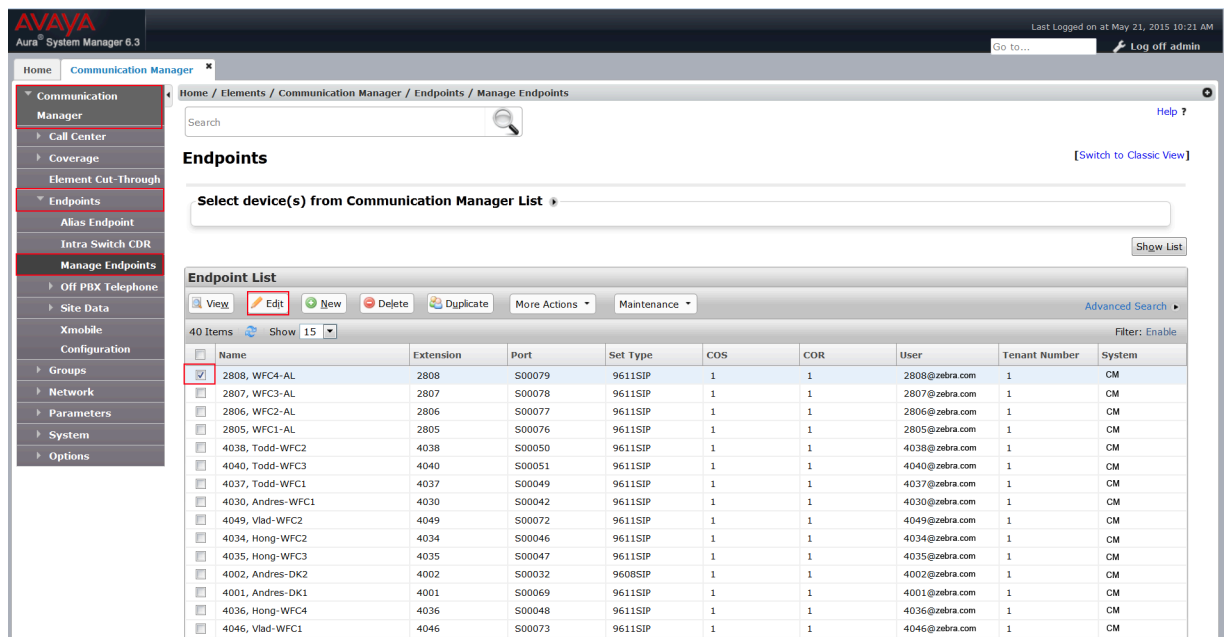 AVAYA
Aura® System Manager 6.3
Last Logged on at May 21, 2015 10:21 AM
Go to... Log off admin
Home Communication Manager ✖
Communication Manager
Call Center
Coverage
Element Cut-Through
Endpoints
Alias Endpoint
Intra Switch CDR
Manage Endpoints
Off PBX Telephone
Site Data
Xmobile Configuration
Groups
Network
Parameters
System
Options
Home / Elements / Communication Manager / Endpoints / Manage Endpoints
Help ?
Search
Endpoints
[Switch to Classic View]
Select device(s) from Communication Manager List
Show List
Endpoint List
View Edit New Delete Duplicate More Actions Maintenance Advanced Search
40 Items Show 15 Filter: Enable
Name Extension Port Set Type COS COR User Tenant Number System
2808, WFC4-AL 2808 S00079 9611SIP 1 1 2808@zebra.com 1 CM
2807, WFC3-AL 2807 S00078 9611SIP 1 1 2807@zebra.com 1 CM
2806, WFC2-AL 2806 S00077 9611SIP 1 1 2806@zebra.com 1 CM
2805, WFC1-AL 2805 S00076 9611SIP 1 1 2805@zebra.com 1 CM
4038, Todd-WFC2 4038 S00050 9611SIP 1 1 4038@zebra.com 1 CM
4040, Todd-WFC3 4040 S00051 9611SIP 1 1 4040@zebra.com 1 CM
4037, Todd-WFC1 4037 S00049 9611SIP 1 1 4037@zebra.com 1 CM
4030, Andres-WFC1 4030 S00042 9611SIP 1 1 4030@zebra.com 1 CM
4049, Vlad-WFC2 4049 S00072 9611SIP 1 1 4049@zebra.com 1 CM
4034, Hong-WFC2 4034 S00046 9611SIP 1 1 4034@zebra.com 1 CM
4035, Hong-WFC3 4035 S00047 9611SIP 1 1 4035@zebra.com 1 CM
4002, Andres-DK2 4002 S00032 9608SIP 1 1 4002@zebra.com 1 CM
4001, Andres-DK1 4001 S00069 9611SIP 1 1 4001@zebra.com 1 CM
4036, Hong-WFC4 4036 S00048 9611SIP 1 1 4036@zebra.com 1 CM
4046, Vlad-WFC1 4046 S00073 9611SIP 1 1 4046@zebra.com 1 CM